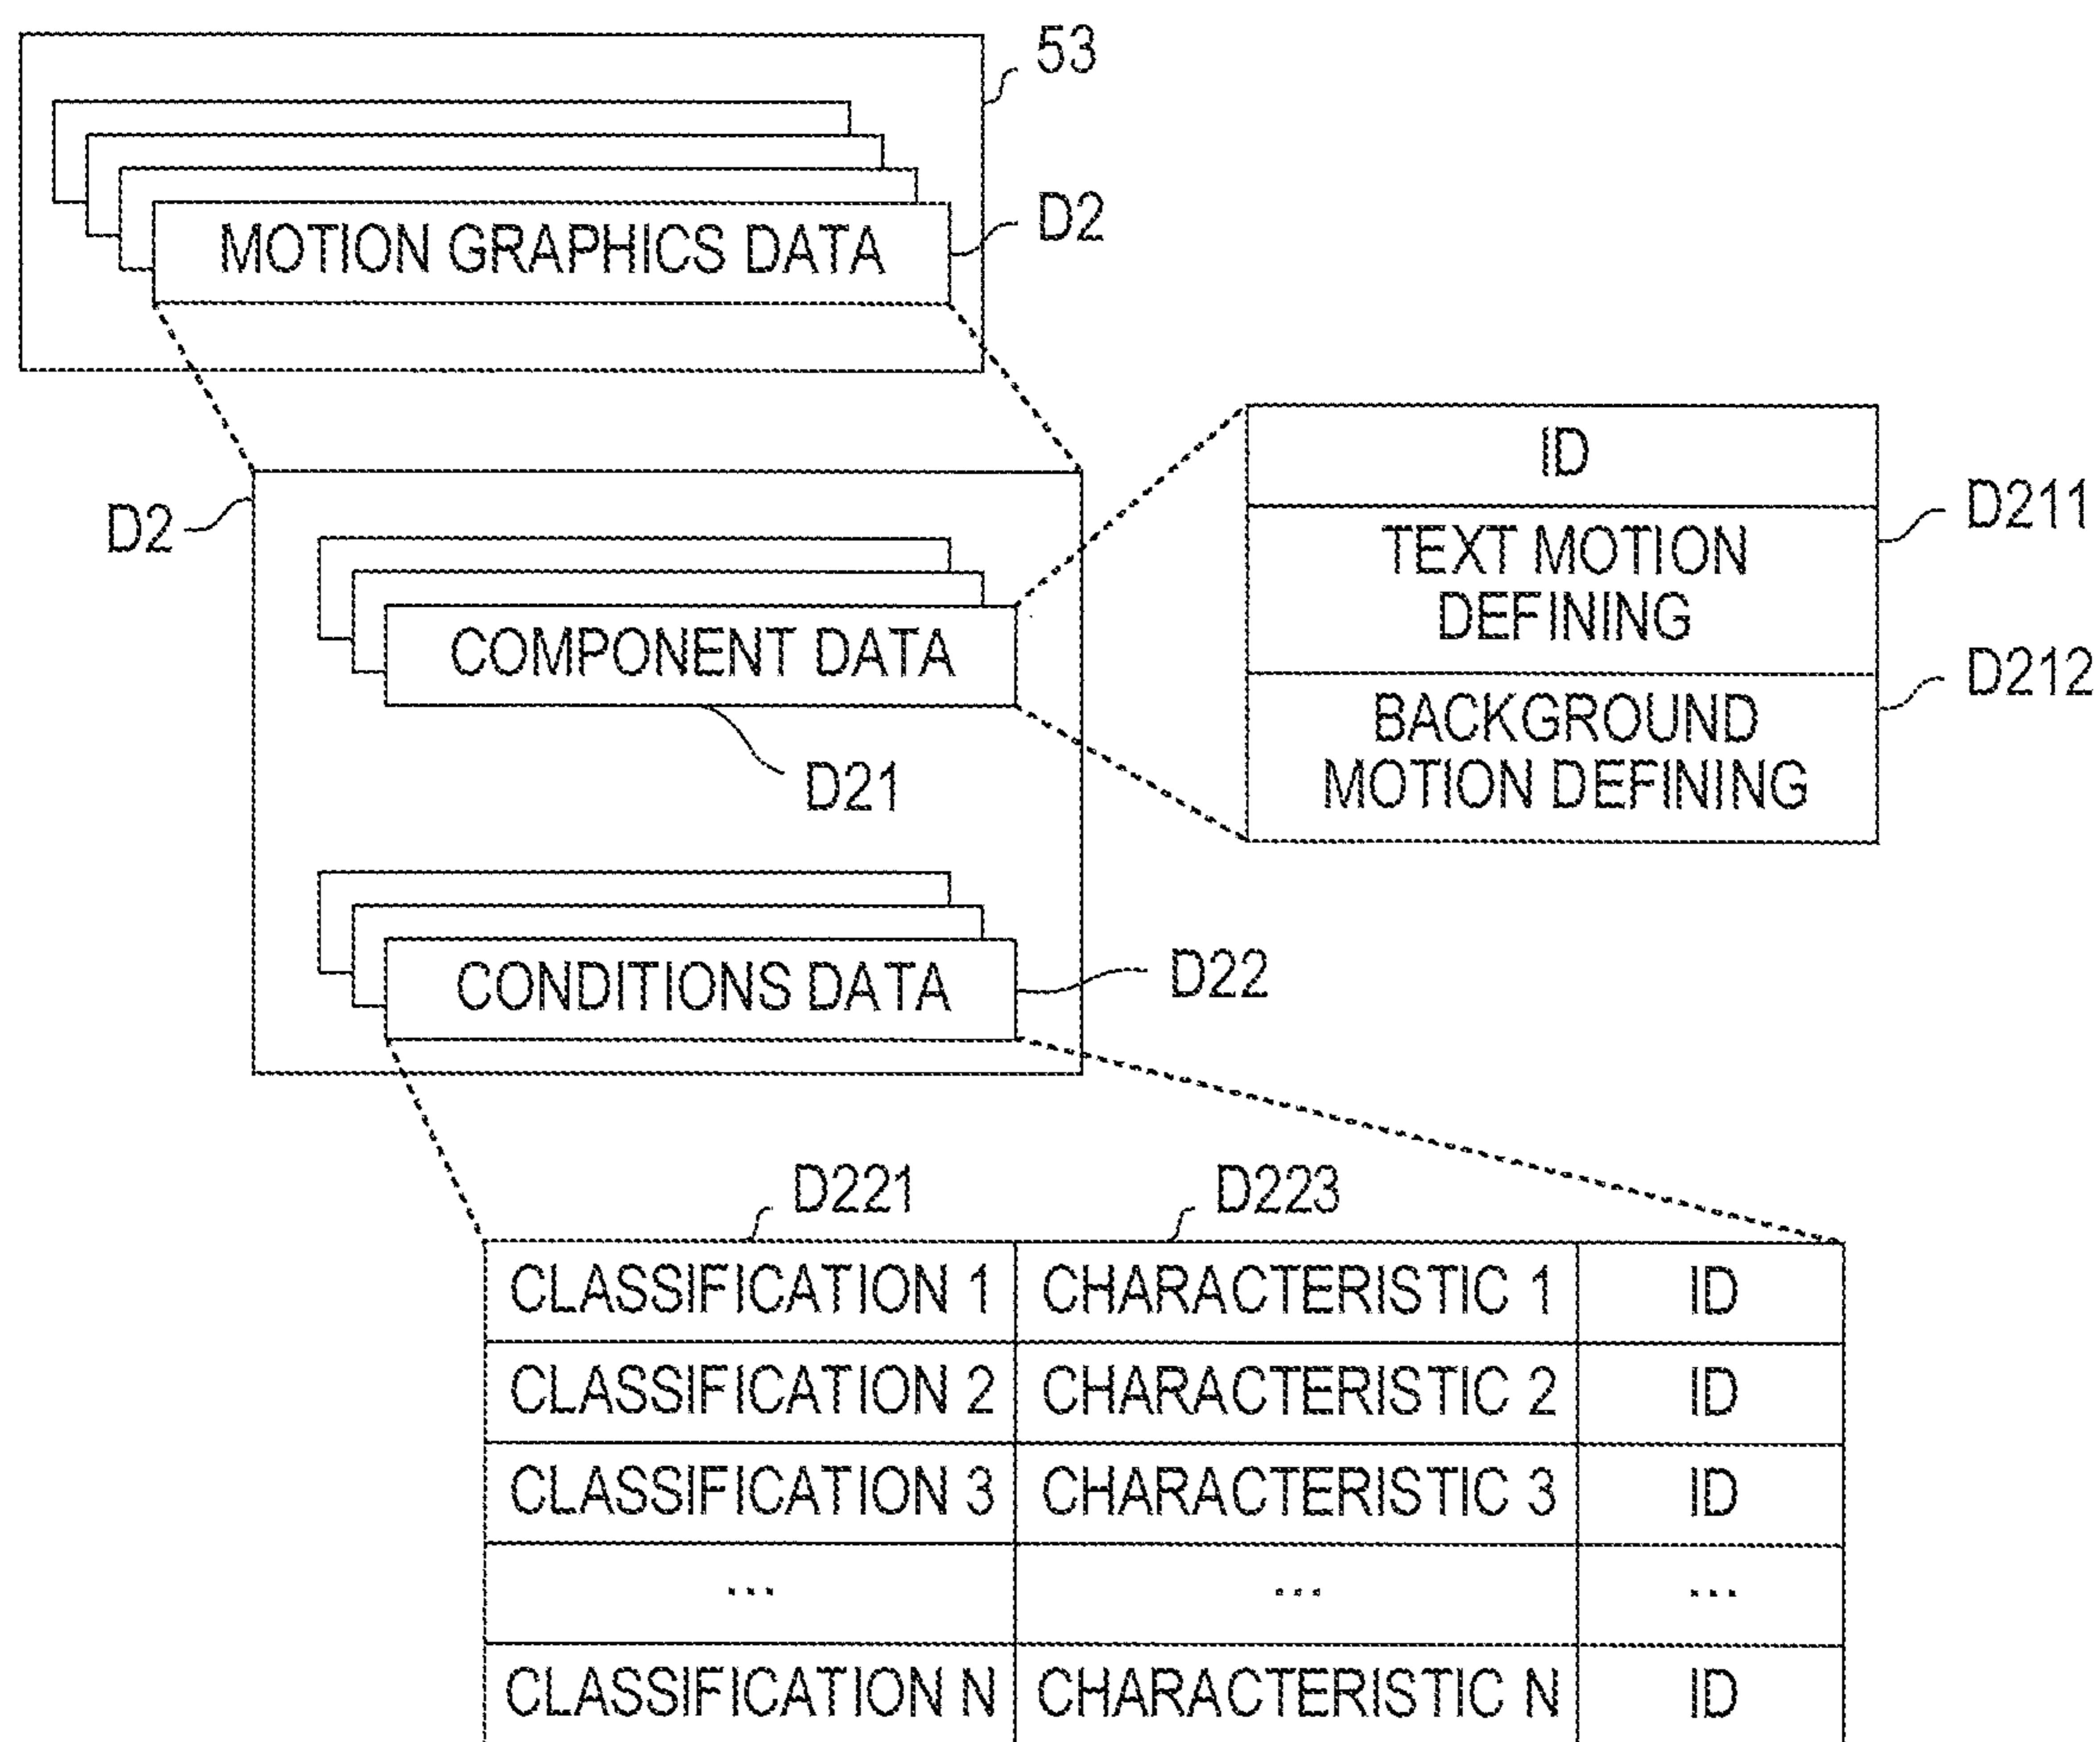 53
MOTION GRAPHICS DATA
D2
D2
COMPONENT DATA
D21
ID
TEXT MOTION
DEFINING
D211
BACKGROUND
MOTION DEFINING
D212
CONDITIONS DATA
D22
D221
D223
CLASSIFICATION 1 CHARACTERISTIC 1 ID
CLASSIFICATION 2 CHARACTERISTIC 2 ID
CLASSIFICATION 3 CHARACTERISTIC 3 ID
... ... ...
CLASSIFICATION N CHARACTERISTIC N ID